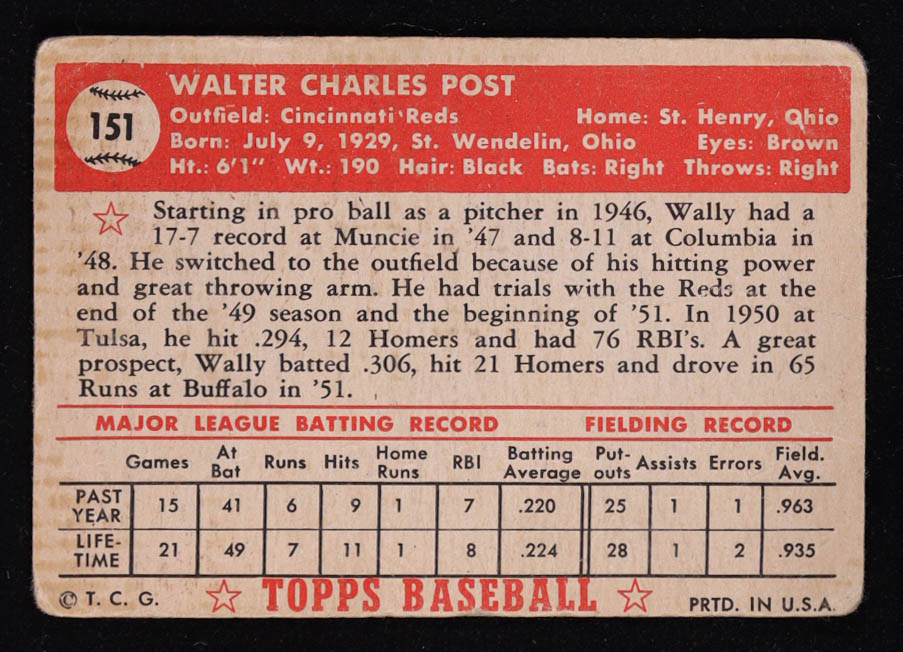 151
WALTER CHARLES POST
Outfield: Cincinnati Reds Home: St. Henry, Ohio
Born: July 9, 1929, St. Wendelin, Ohio Eyes: Brown
Ht.: 6'1" Wt.: 190 Hair: Black Bats: Right Throws: Right
Starting in pro ball as a pitcher in 1946, Wally had a
17-7 record at Muncie in '47 and 8-11 at Columbia in
'48. He switched to the outfield because of his hitting power
and great throwing arm. He had trials with the Reds at the
end of the '49 season and the beginning of '51. In 1950 at
Tulsa, he hit .294, 12 Homers and had 76 RBI's. A great
prospect, Wally batted .306, hit 21 Homers and drove in 65
Runs at Buffalo in '51.
MAJOR LEAGUE BATTING RECORD FIELDING RECORD
Games At Bat Runs Hits Home Runs RBI Batting Average Put-outs Assists Errors Field. Avg.
PAST YEAR 15 41 6 9 1 7 .220 25 1 1 .963
LIFE-TIME 21 49 7 11 1 8 .224 28 1 2 .935
© T. C. G. TOPPS BASEBALL PRTD. IN U.S.A.